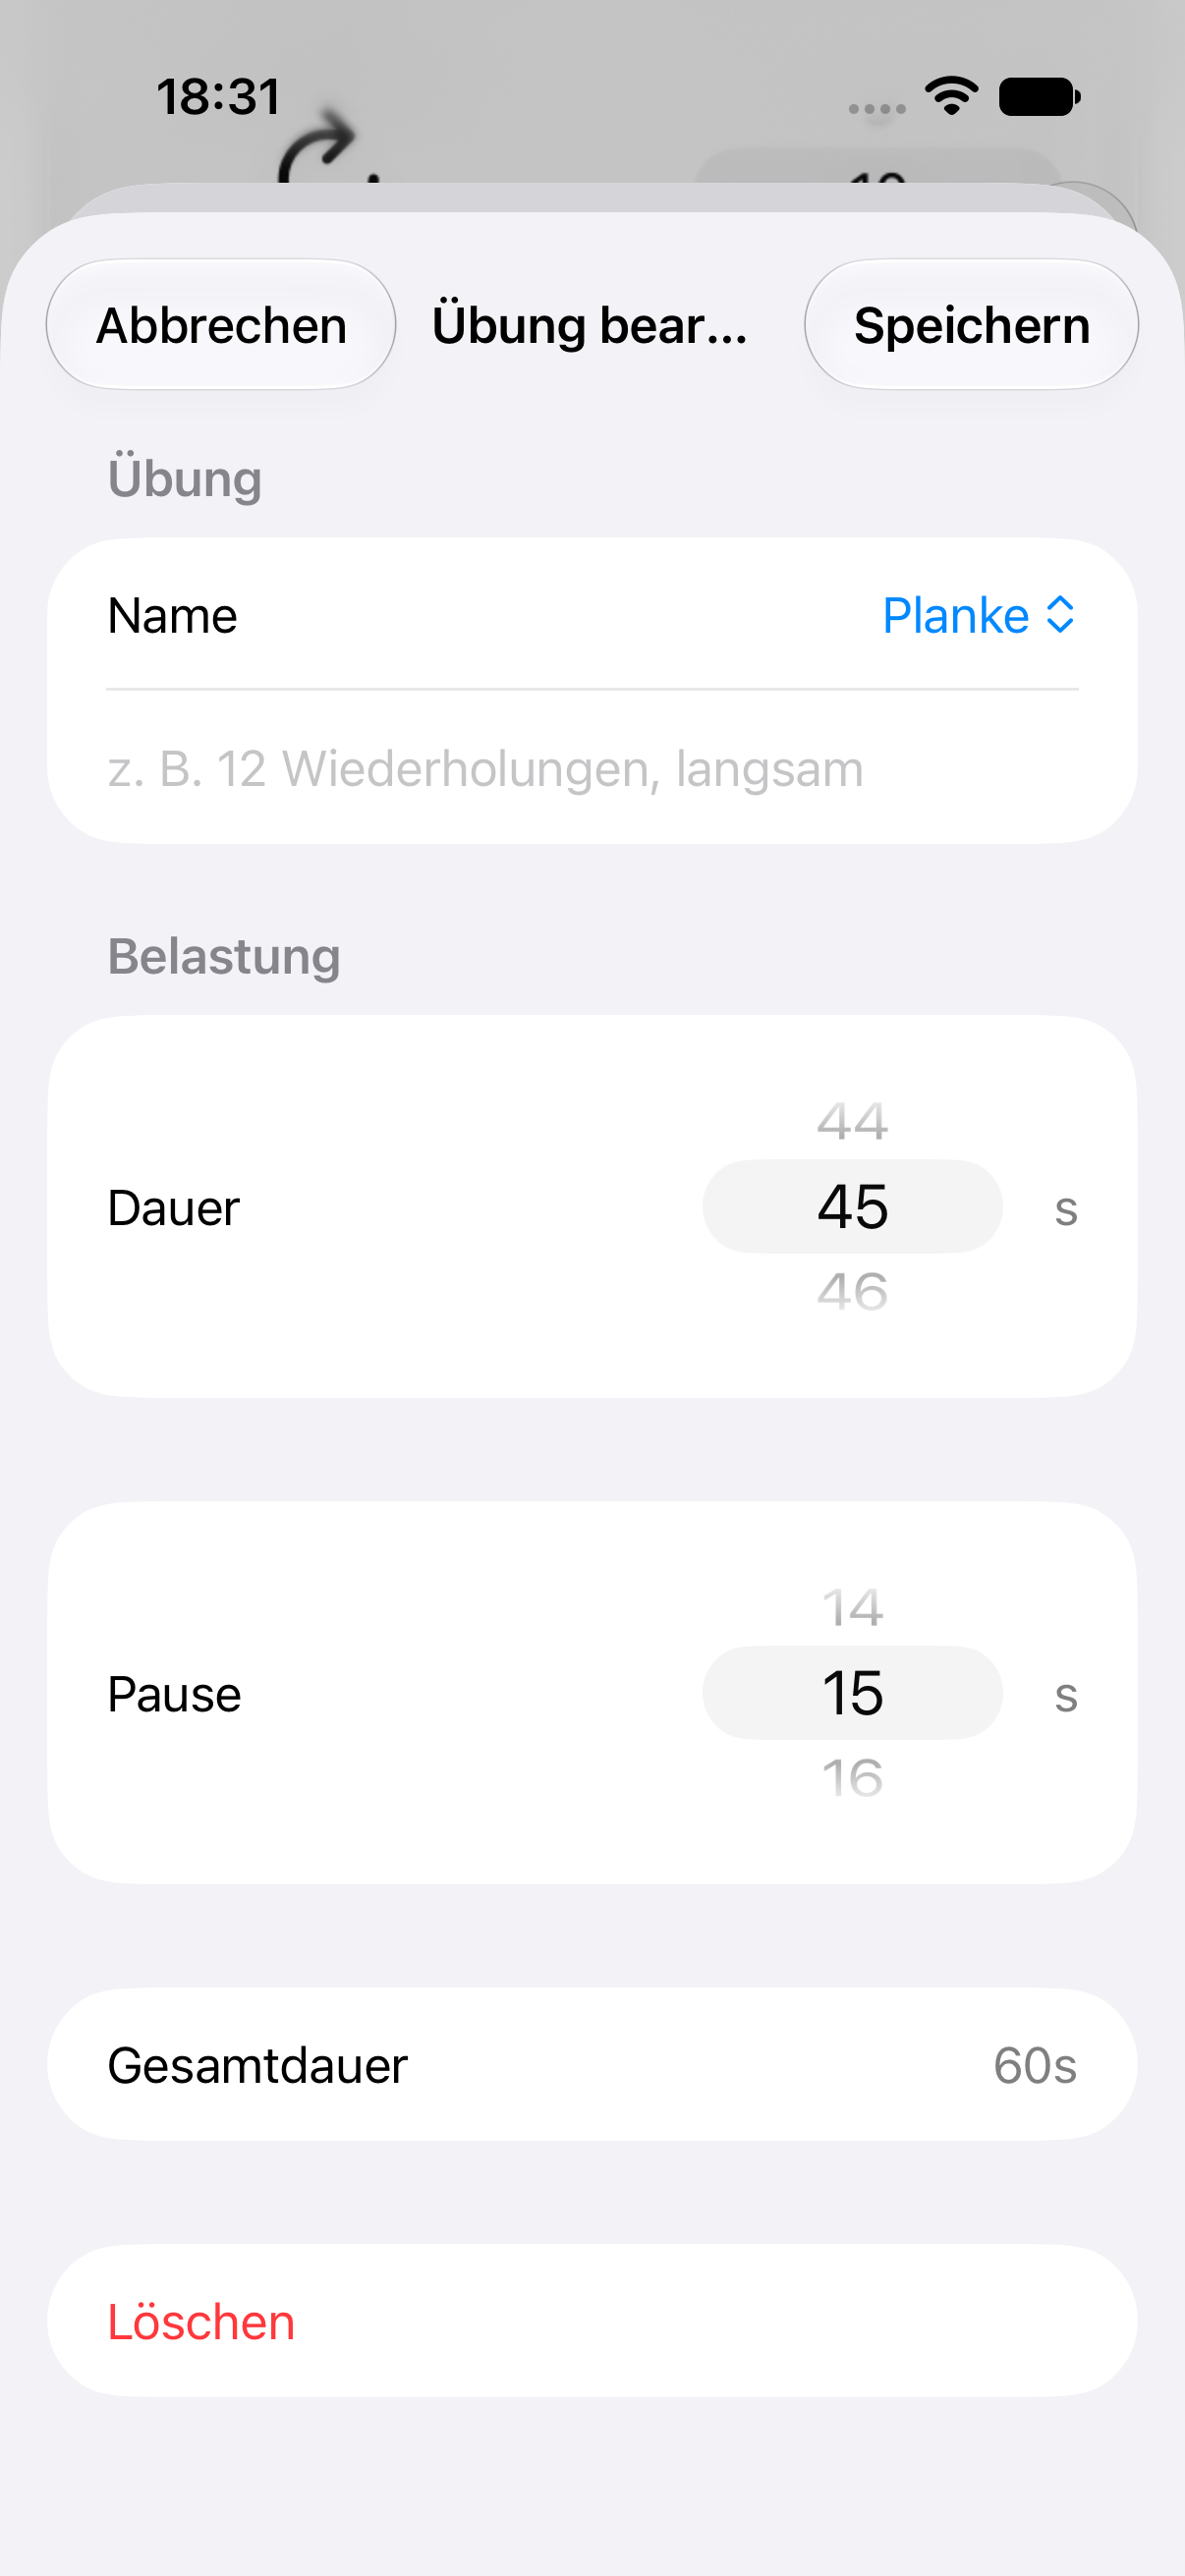 18:31
Abbrechen
Übung bear...
Speichern
Übung
Name
Planke
z. B. 12 Wiederholungen, langsam
Belastung
44
Dauer
45
s
46
14
Pause
15
s
16
Gesamtdauer
60s
Löschen